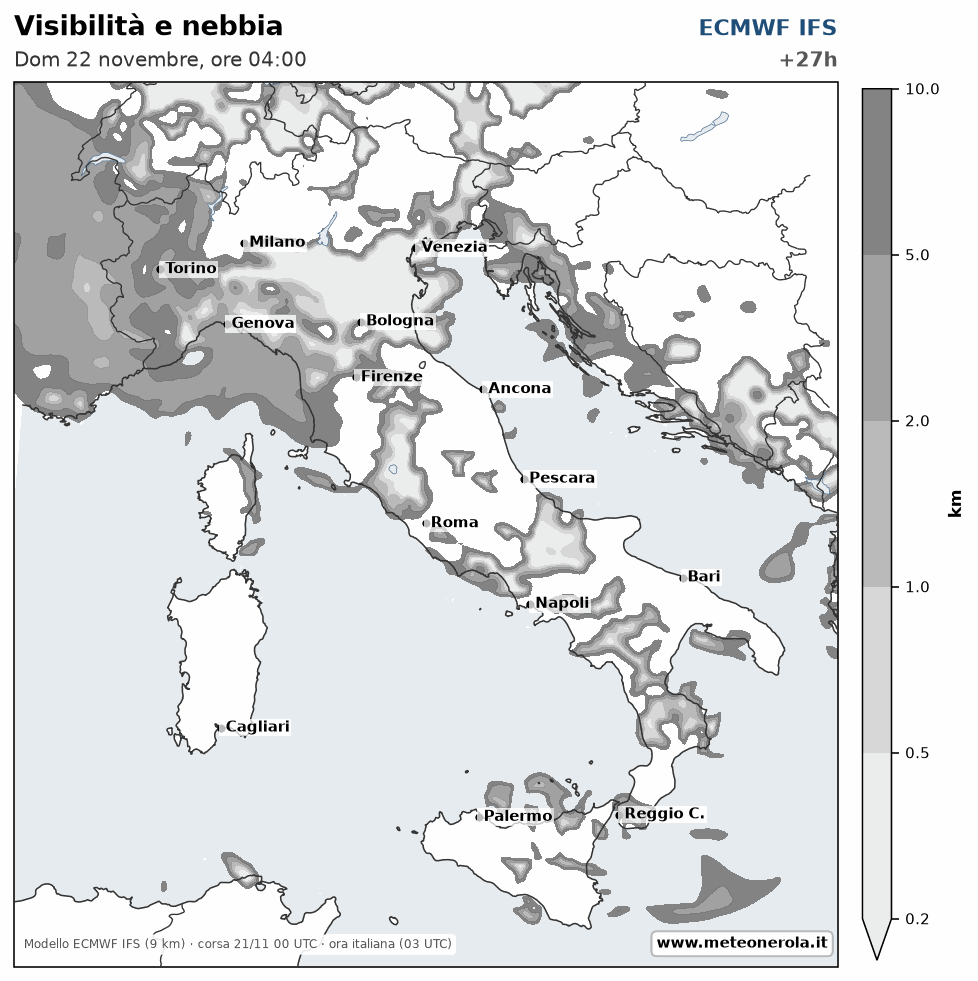 Visibilità e nebbia
ECMWF IFS
Dom 22 novembre, ore 04:00
+27h
10.0
Milano
Venezia
5.0
Torino
Genova
Bologna
Firenze
Ancona
2.0
Pescara
km
Roma
Bari
1.0
Napoli
Cagliari
0.5
Palermo
Reggio C.
0.2
Modello ECMWF IFS (9 km) · corsa 21/11 00 UTC · ora italiana (03 UTC)
www.meteonerola.it